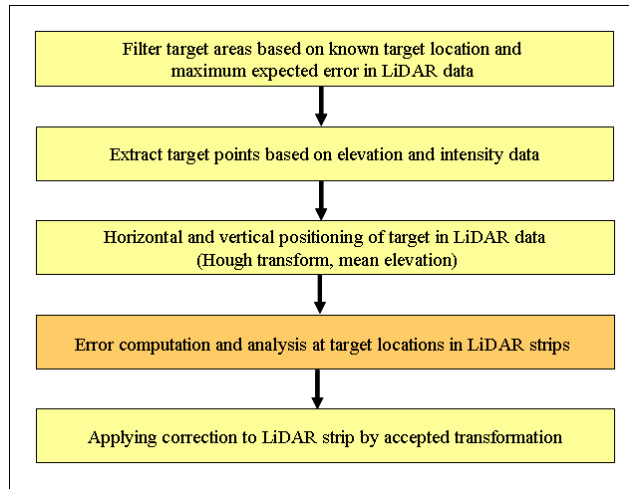 Filter target areas based on known target location and
maximum expected error in LiDAR data
Extract target points based on elevation and intensity data
Horizontal and vertical positioning of target in LiDAR data
(Hough transform, mean elevation)
Error computation and analysis at target locations in LiDAR strips
Applying correction to LiDAR strip by accepted transformation